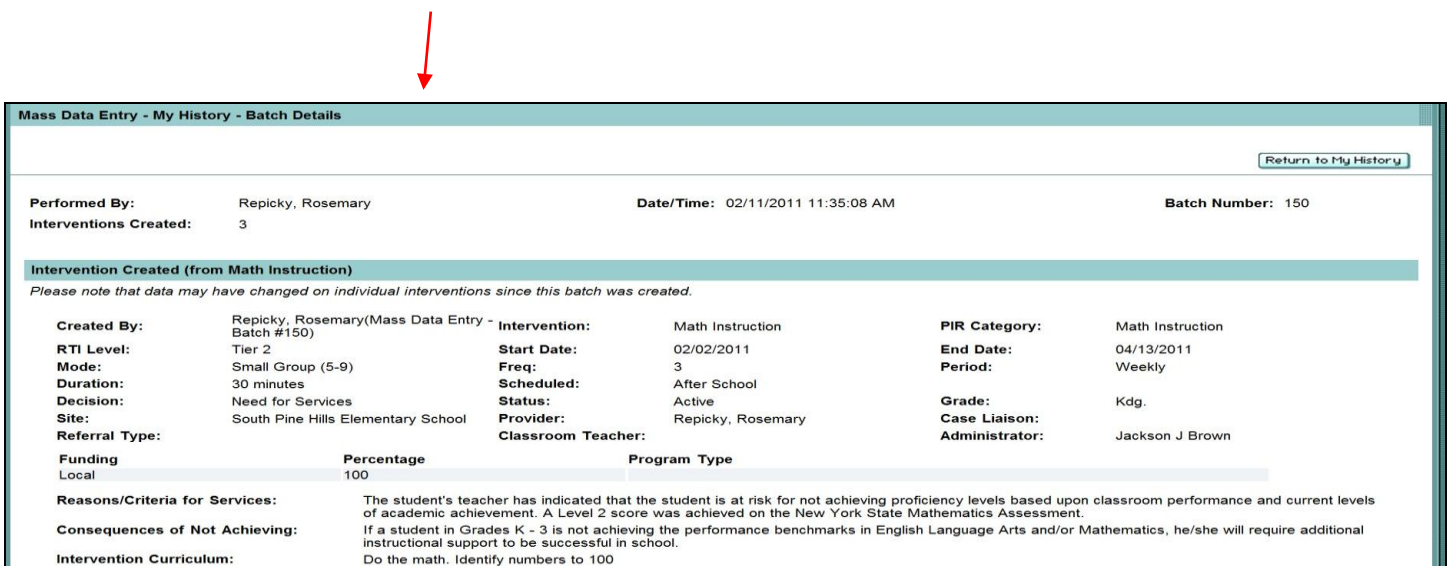 Mass Data Entry - My History - Batch Details
Return to My History
Performed By: Repicky, Rosemary Date/Time: 02/11/2011 11:35:08 AM Batch Number: 150
Interventions Created: 3
Intervention Created (from Math Instruction)
Please note that data may have changed on individual interventions since this batch was created.
Created By: Repicky, Rosemary(Mass Data Entry - Batch #150) Intervention: Math Instruction PIR Category: Math Instruction
RTI Level: Tier 2 Start Date: 02/02/2011 End Date: 04/13/2011
Mode: Small Group (5-9) Freq: 3 Period: Weekly
Duration: 30 minutes Scheduled: After School
Decision: Need for Services Status: Active Grade: Kdg.
Site: South Pine Hills Elementary School Provider: Repicky, Rosemary Case Liaison:
Referral Type: Classroom Teacher: Administrator: Jackson J Brown
Funding Percentage Program Type
Local 100
Reasons/Criteria for Services: The student's teacher has indicated that the student is at risk for not achieving proficiency levels based upon classroom performance and current levels
of academic achievement. A Level 2 score was achieved on the New York State Mathematics Assessment.
Consequences of Not Achieving: If a student in Grades K - 3 is not achieving the performance benchmarks in English Language Arts and/or Mathematics, he/she will require additional
instructional support to be successful in school.
Intervention Curriculum: Do the math. Identify numbers to 100